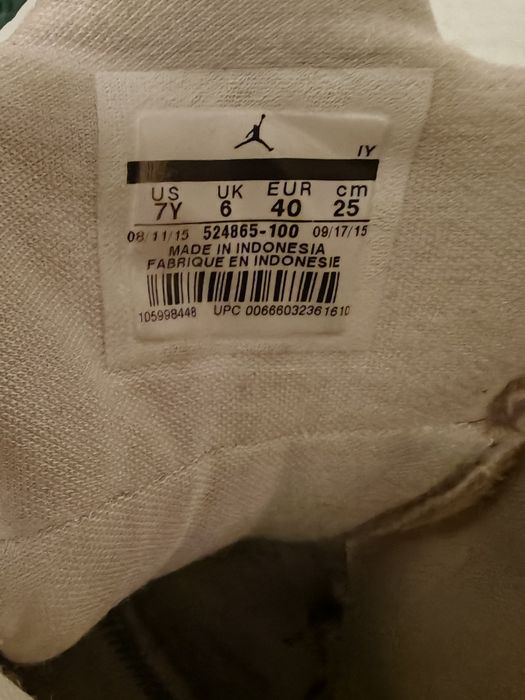 IY
US UK EUR cm
7Y 6 40 25
08/11/15 524865-100 09/17/15
MADE IN INDONESIA
FABRIQUE EN INDONESIE
105998448 UPC 00666032361610